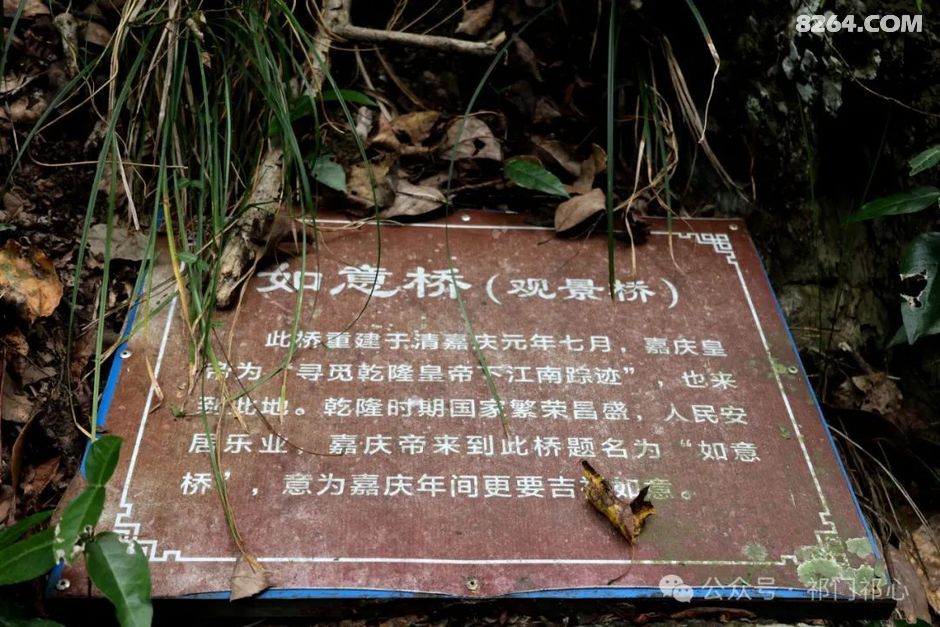 8264.COM
如意桥（观景桥）
此桥重建于清嘉庆元年七月，嘉庆皇
帝为“寻觅乾隆皇帝下江南踪迹”，也来
到此地。乾隆时期国家繁荣昌盛，人民安
居乐业，嘉庆帝来到此桥题名为“如意
桥”，意为嘉庆年间更要吉祥如意。
公众号·祁门祁心